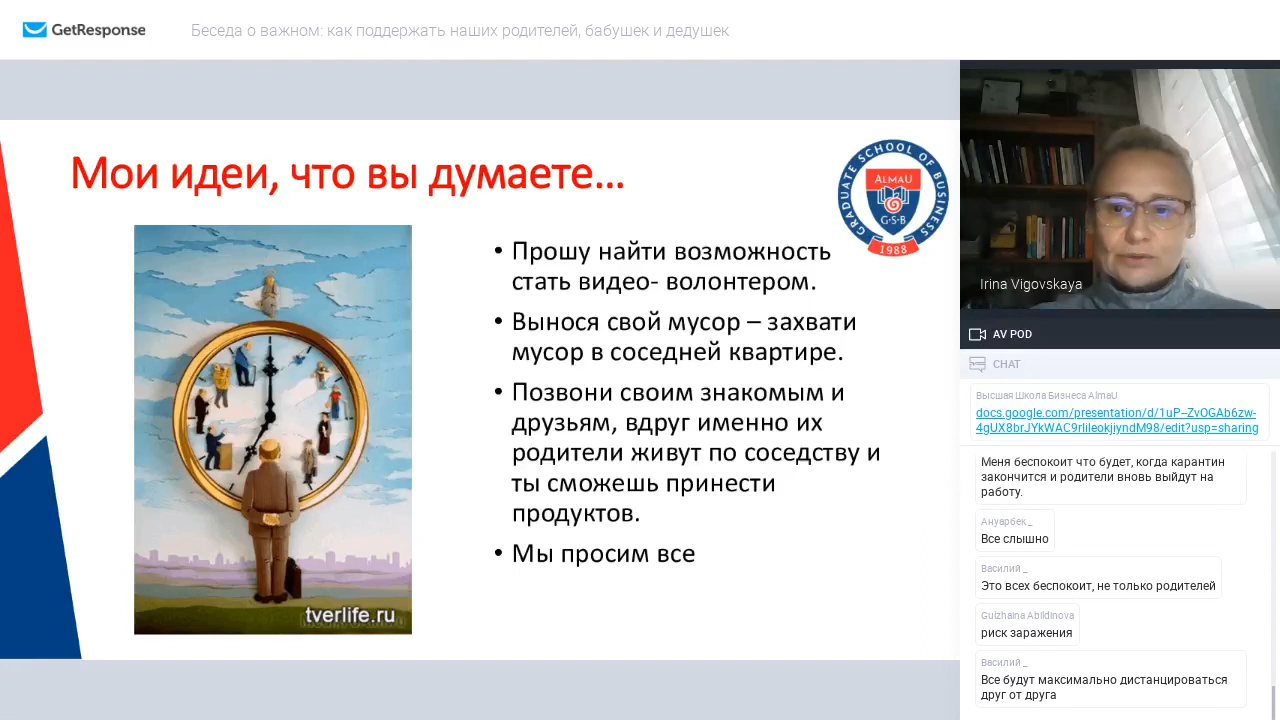 GetResponse
Беседа о важном: как поддержать наших родителей, бабушек и дедушек
Мои идеи, что вы думаете...
GRADUATE SCHOOL OF BUSINESS
ALMAU
G·S·B
1988
• Прошу найти возможность
стать видео- волонтером.
• Вынося свой мусор – захвати
мусор в соседней квартире.
• Позвони своим знакомым и
друзьям, вдруг именно их
родители живут по соседству и
ты сможешь принести
продуктов.
• Мы просим все
tverlife.ru
Irina Vigovskaya
AV POD
CHAT
Высшая Школа Бизнеса AlmaU
docs.google.com/presentation/d/1uP–ZvOGAb6zw-
4gUX8brJYkWAC9rlileokjiyndM98/edit?usp=sharing
Меня беспокоит что будет, когда карантин
закончится и родители вновь выйдут на
работу.
Ануарбек _
Все слышно
Василий _
Это всех беспокоит, не только родителей
Gulzhaina Abildinova
риск заражения
Василий _
Все будут максимально дистанцироваться
друг от друга